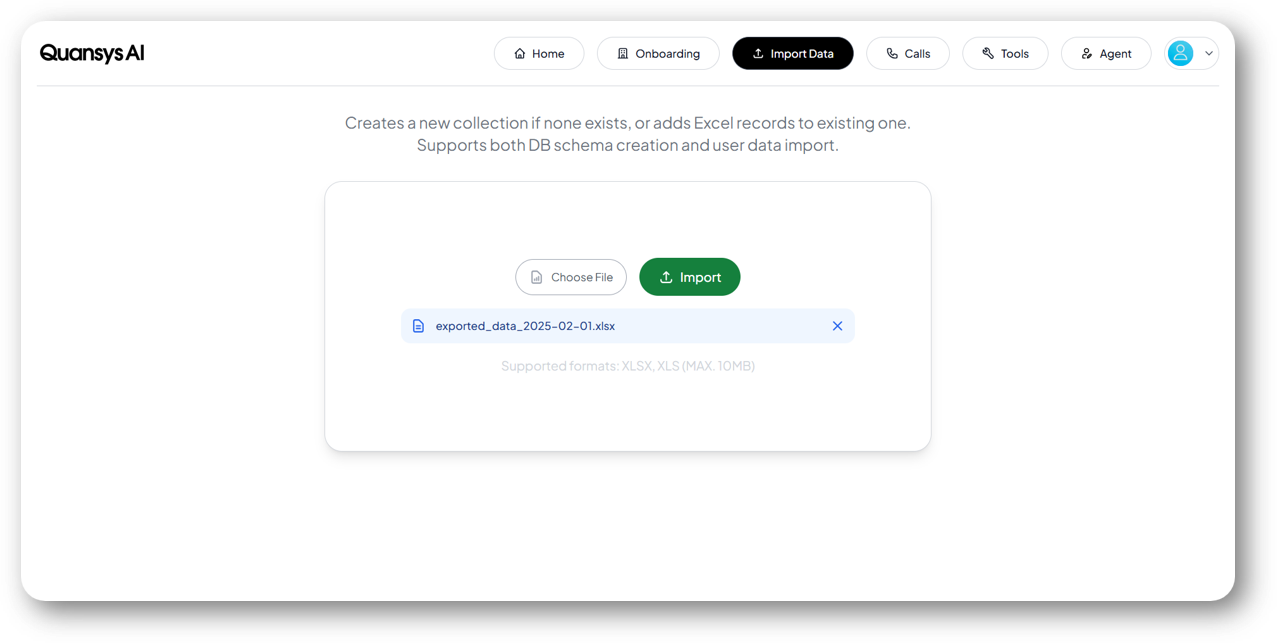 Quansys AI
Home
Onboarding
Import Data
Calls
Tools
Agent
Creates a new collection if none exists, or adds Excel records to existing one.
Supports both DB schema creation and user data import.
Choose File
Import
exported_data_2025-02-01.xlsx
Supported formats: XLSX, XLS (MAX. 10MB)